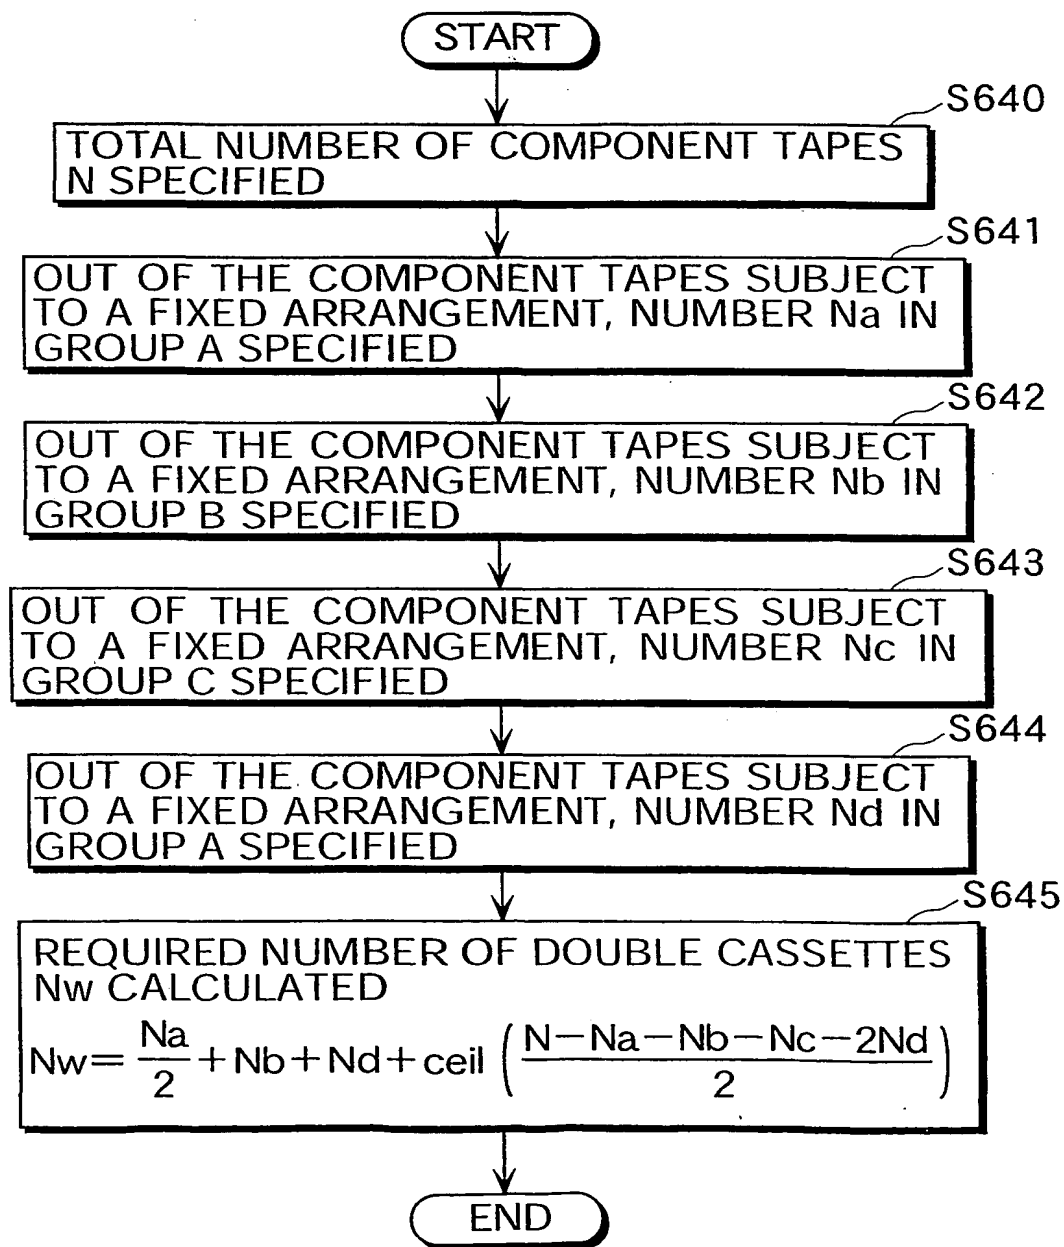 START
S640
TOTAL NUMBER OF COMPONENT TAPES
N SPECIFIED
S641
OUT OF THE COMPONENT TAPES SUBJECT
TO A FIXED ARRANGEMENT, NUMBER Na IN
GROUP A SPECIFIED
S642
OUT OF THE COMPONENT TAPES SUBJECT
TO A FIXED ARRANGEMENT, NUMBER Nb IN
GROUP B SPECIFIED
S643
OUT OF THE COMPONENT TAPES SUBJECT
TO A FIXED ARRANGEMENT, NUMBER Nc IN
GROUP C SPECIFIED
S644
OUT OF THE COMPONENT TAPES SUBJECT
TO A FIXED ARRANGEMENT, NUMBER Nd IN
GROUP A SPECIFIED
S645
REQUIRED NUMBER OF DOUBLE CASSETTES
Nw CALCULATED
Nw=Na/2+Nb+Nd+ceil((N−Na−Nb−Nc−2Nd)/2)
END